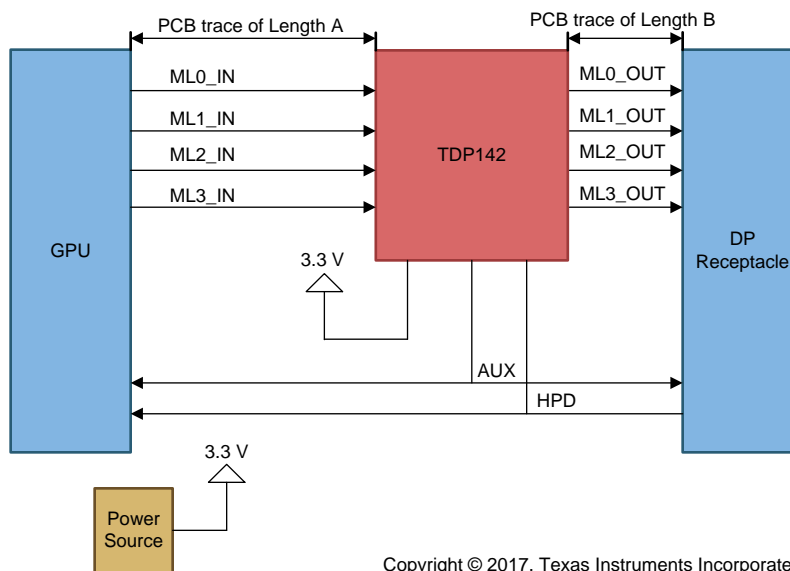 PCB trace of Length A
PCB trace of Length B
ML0_IN
ML0_OUT
ML1_IN
ML1_OUT
TDP142
ML2_IN
ML2_OUT
ML3_IN
ML3_OUT
GPU
DP
Receptacle
3.3 V
AUX
HPD
3.3 V
Power
Source
Copyright © 2017, Texas Instruments Incorporate